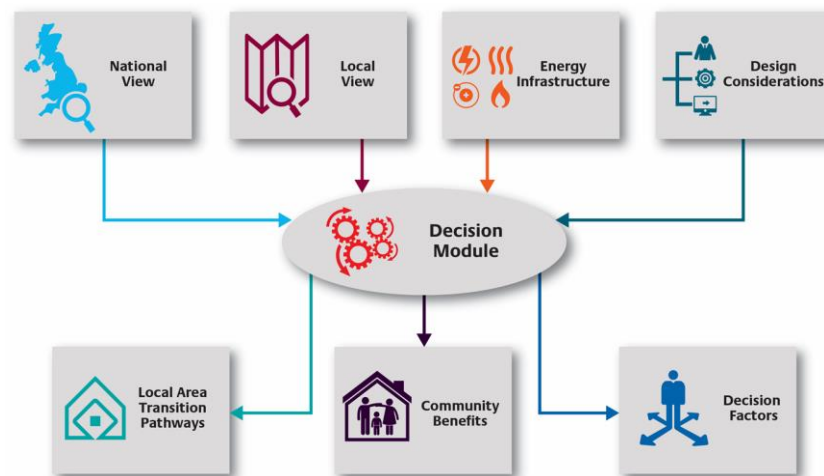 National
View
Local
View
Energy
Infrastructure
Design
Considerations
Decision
Module
Local Area
Transition
Pathways
Community
Benefits
Decision
Factors